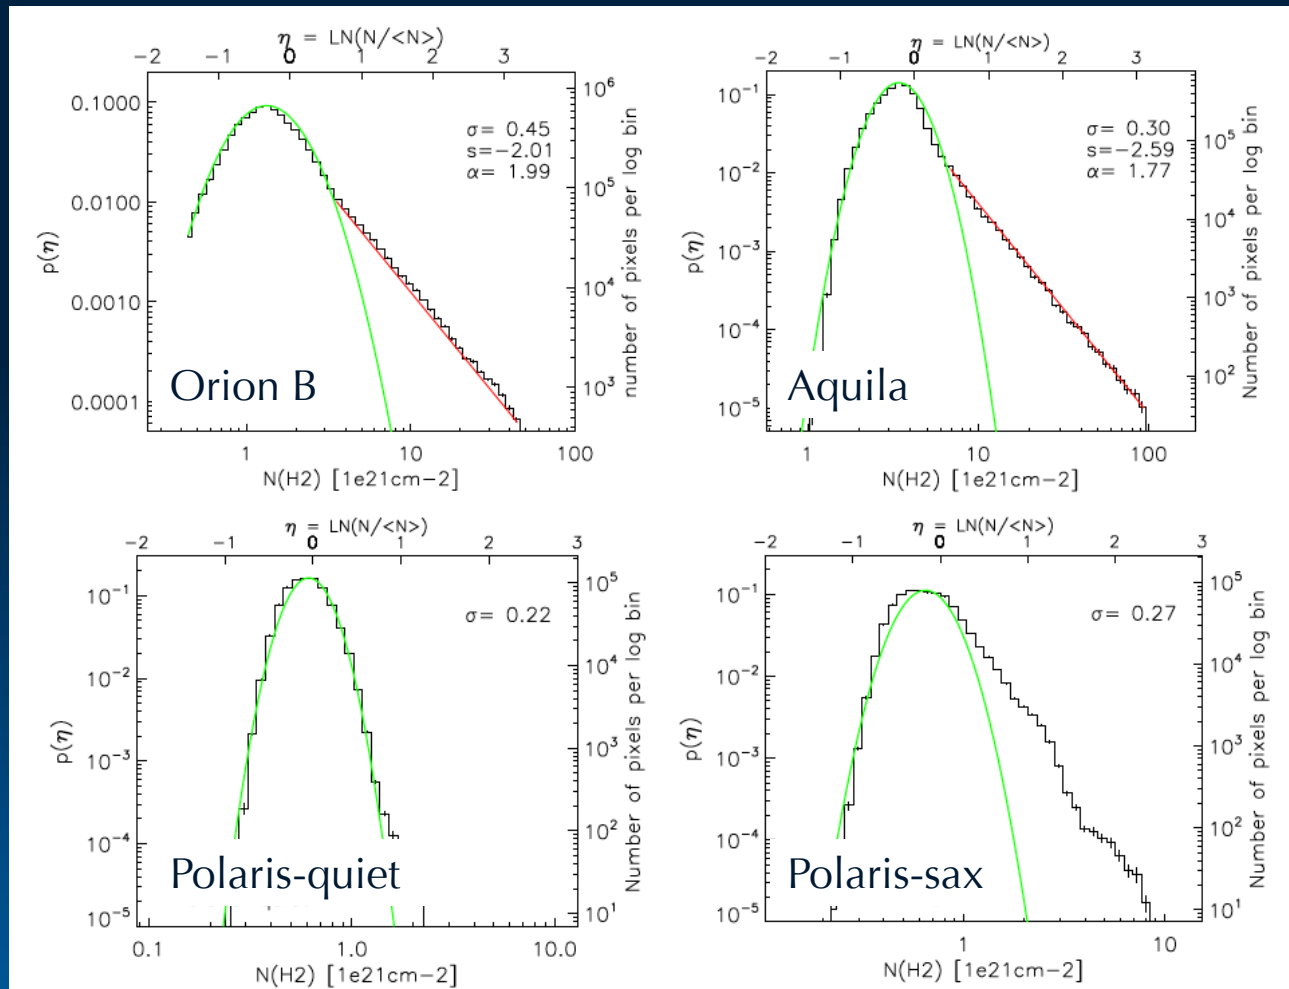 η = LN(N/<N>)
−2 −1 0 1 2 3
0.1000
0.0100
0.0010
0.0001
p(η)
σ= 0.45
s=−2.01
α= 1.99
10^6
10^5
10^4
10^3
number of pixels per log bin
Orion B
1 10 100
N(H2) [1e21cm−2]
η = LN(N/<N>)
−2 −1 0 1 2 3
10^−1
10^−2
10^−3
10^−4
10^−5
p(η)
σ= 0.30
s=−2.59
α= 1.77
10^5
10^4
10^3
10^2
Number of pixels per log bin
Aquila
1 10 100
N(H2) [1e21cm−2]
η = LN(N/<N>)
−2 −1 0 1 2 3
10^−1
10^−2
10^−3
10^−4
10^−5
p(η)
σ= 0.22
10^5
10^4
10^3
10^2
10^1
Number of pixels per log bin
Polaris-quiet
0.1 1.0 10.0
N(H2) [1e21cm−2]
η = LN(N/<N>)
−2 −1 0 1 2 3
10^−1
10^−2
10^−3
10^−4
10^−5
p(η)
σ= 0.27
10^5
10^4
10^3
10^2
10^1
Number of pixels per log bin
Polaris-sax
1 10
N(H2) [1e21cm−2]